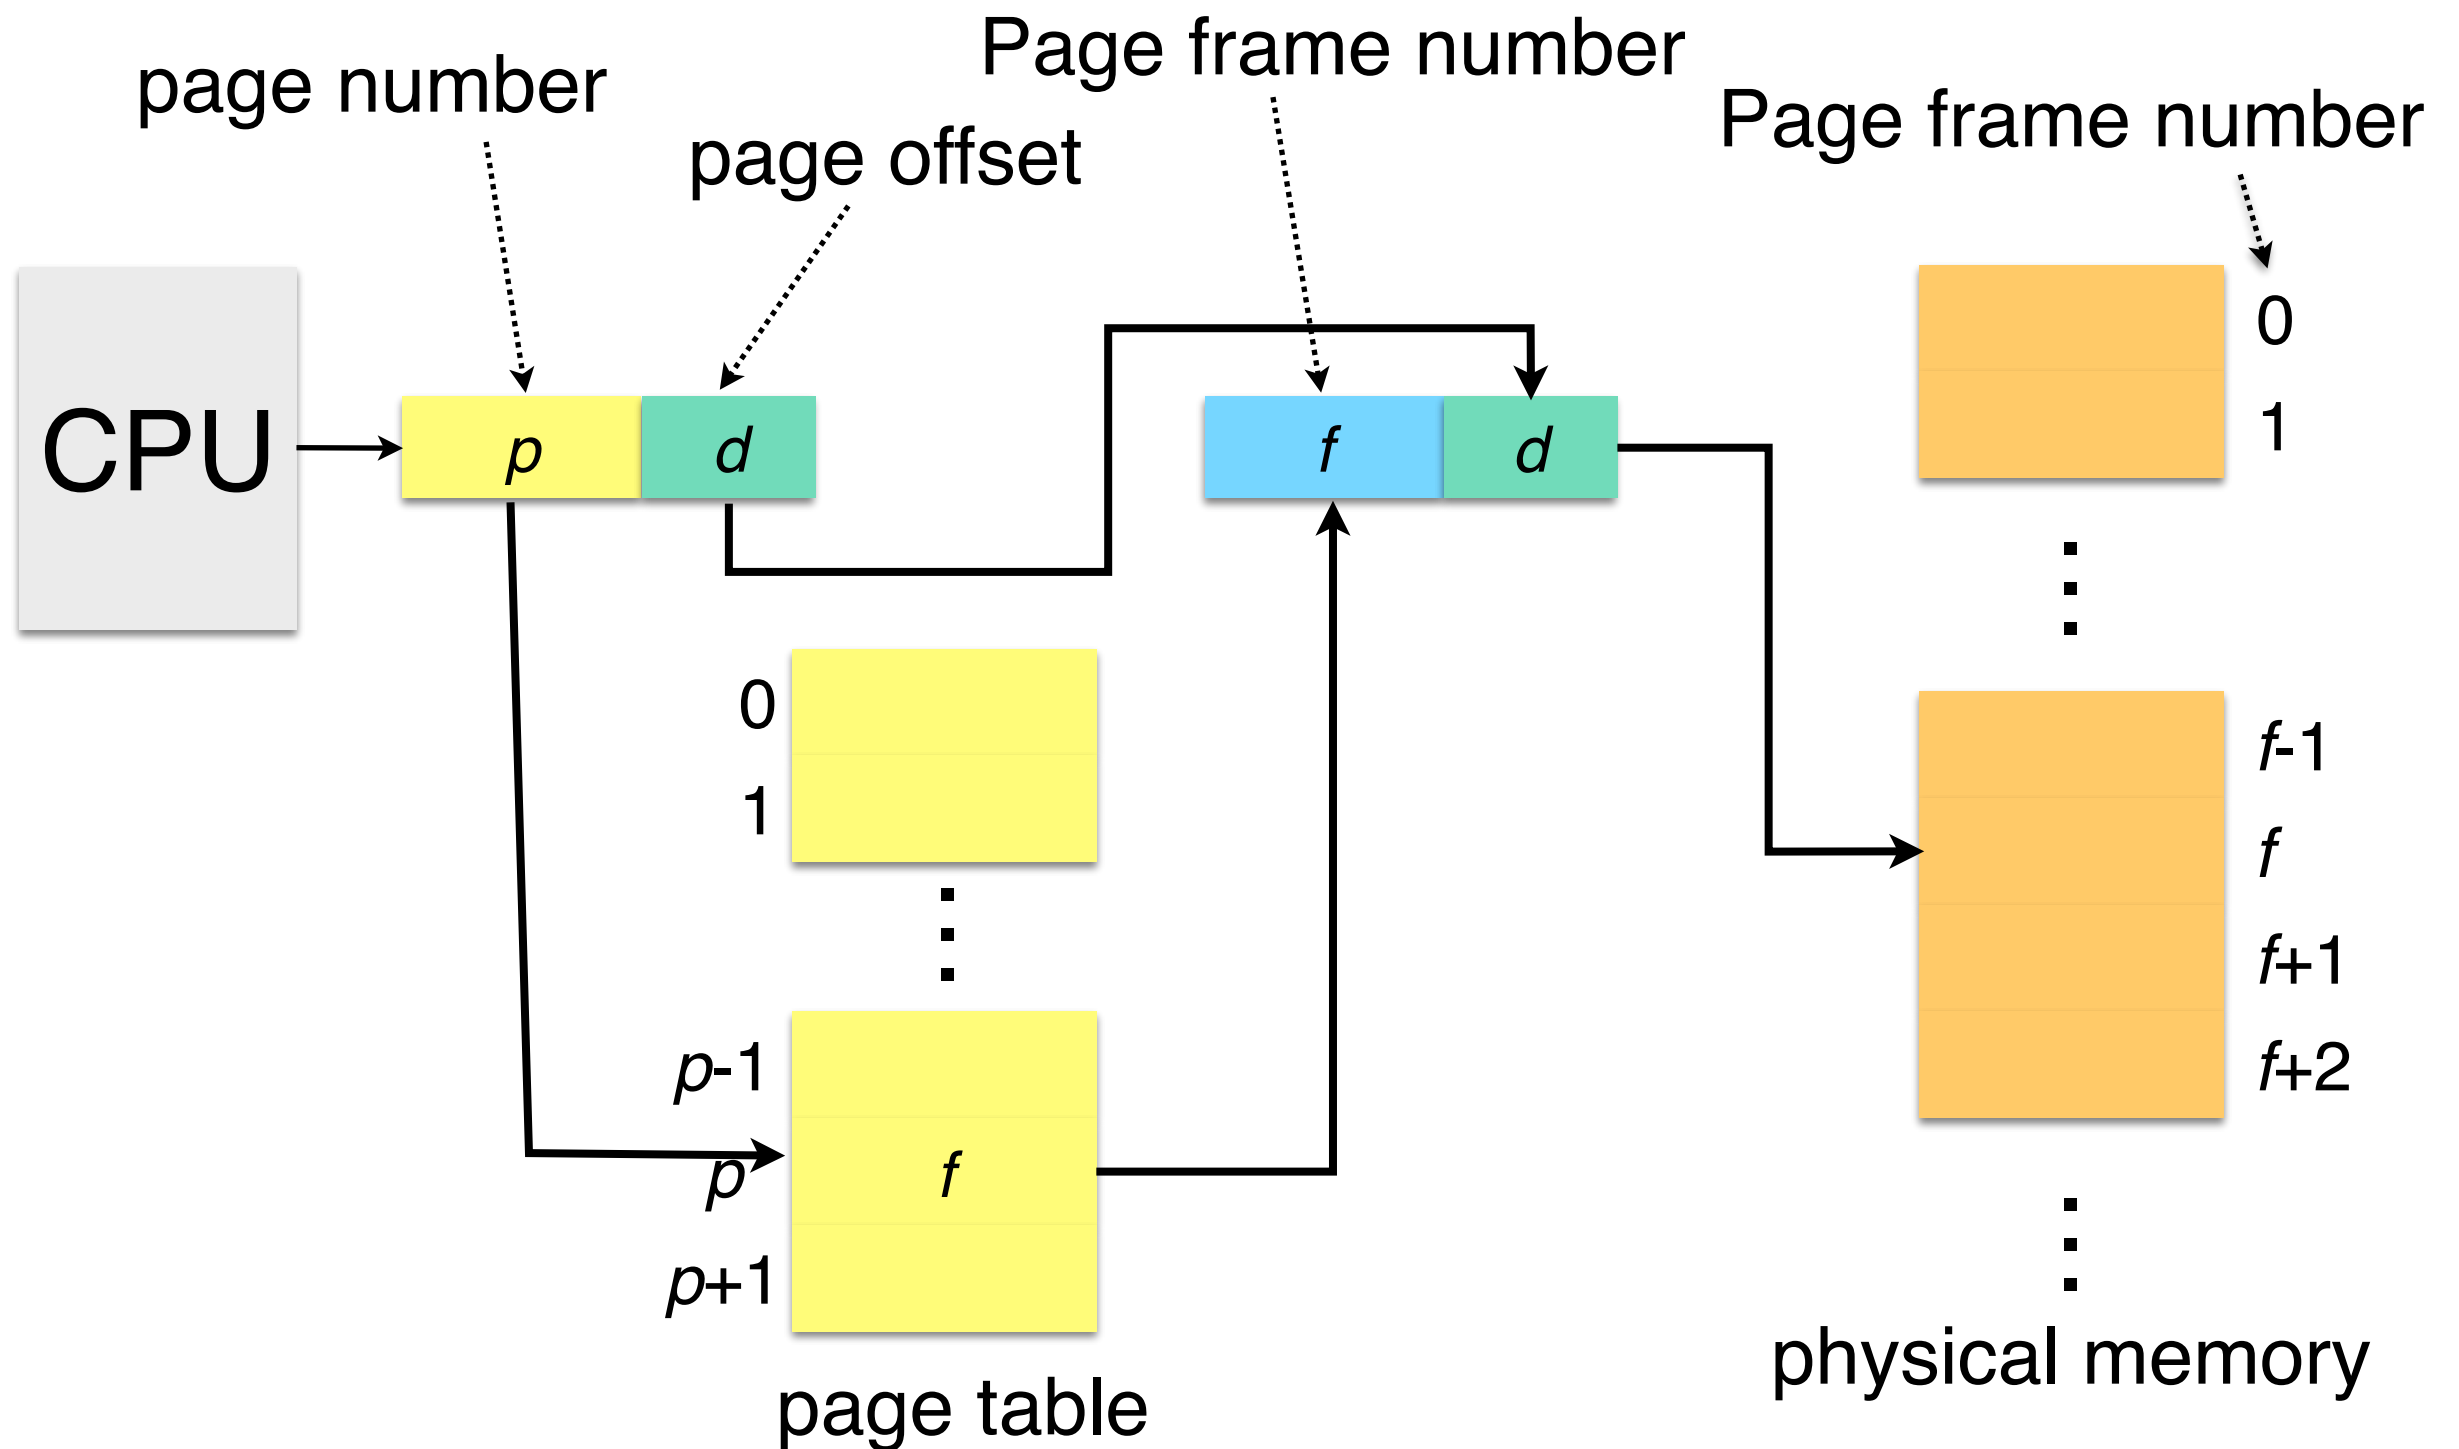 Page frame number
page number
Page frame number
page offset
CPU
p
d
f
d
0
1
0
1
f-1
f
f+1
f+2
p-1
p
f
p+1
physical memory
page table